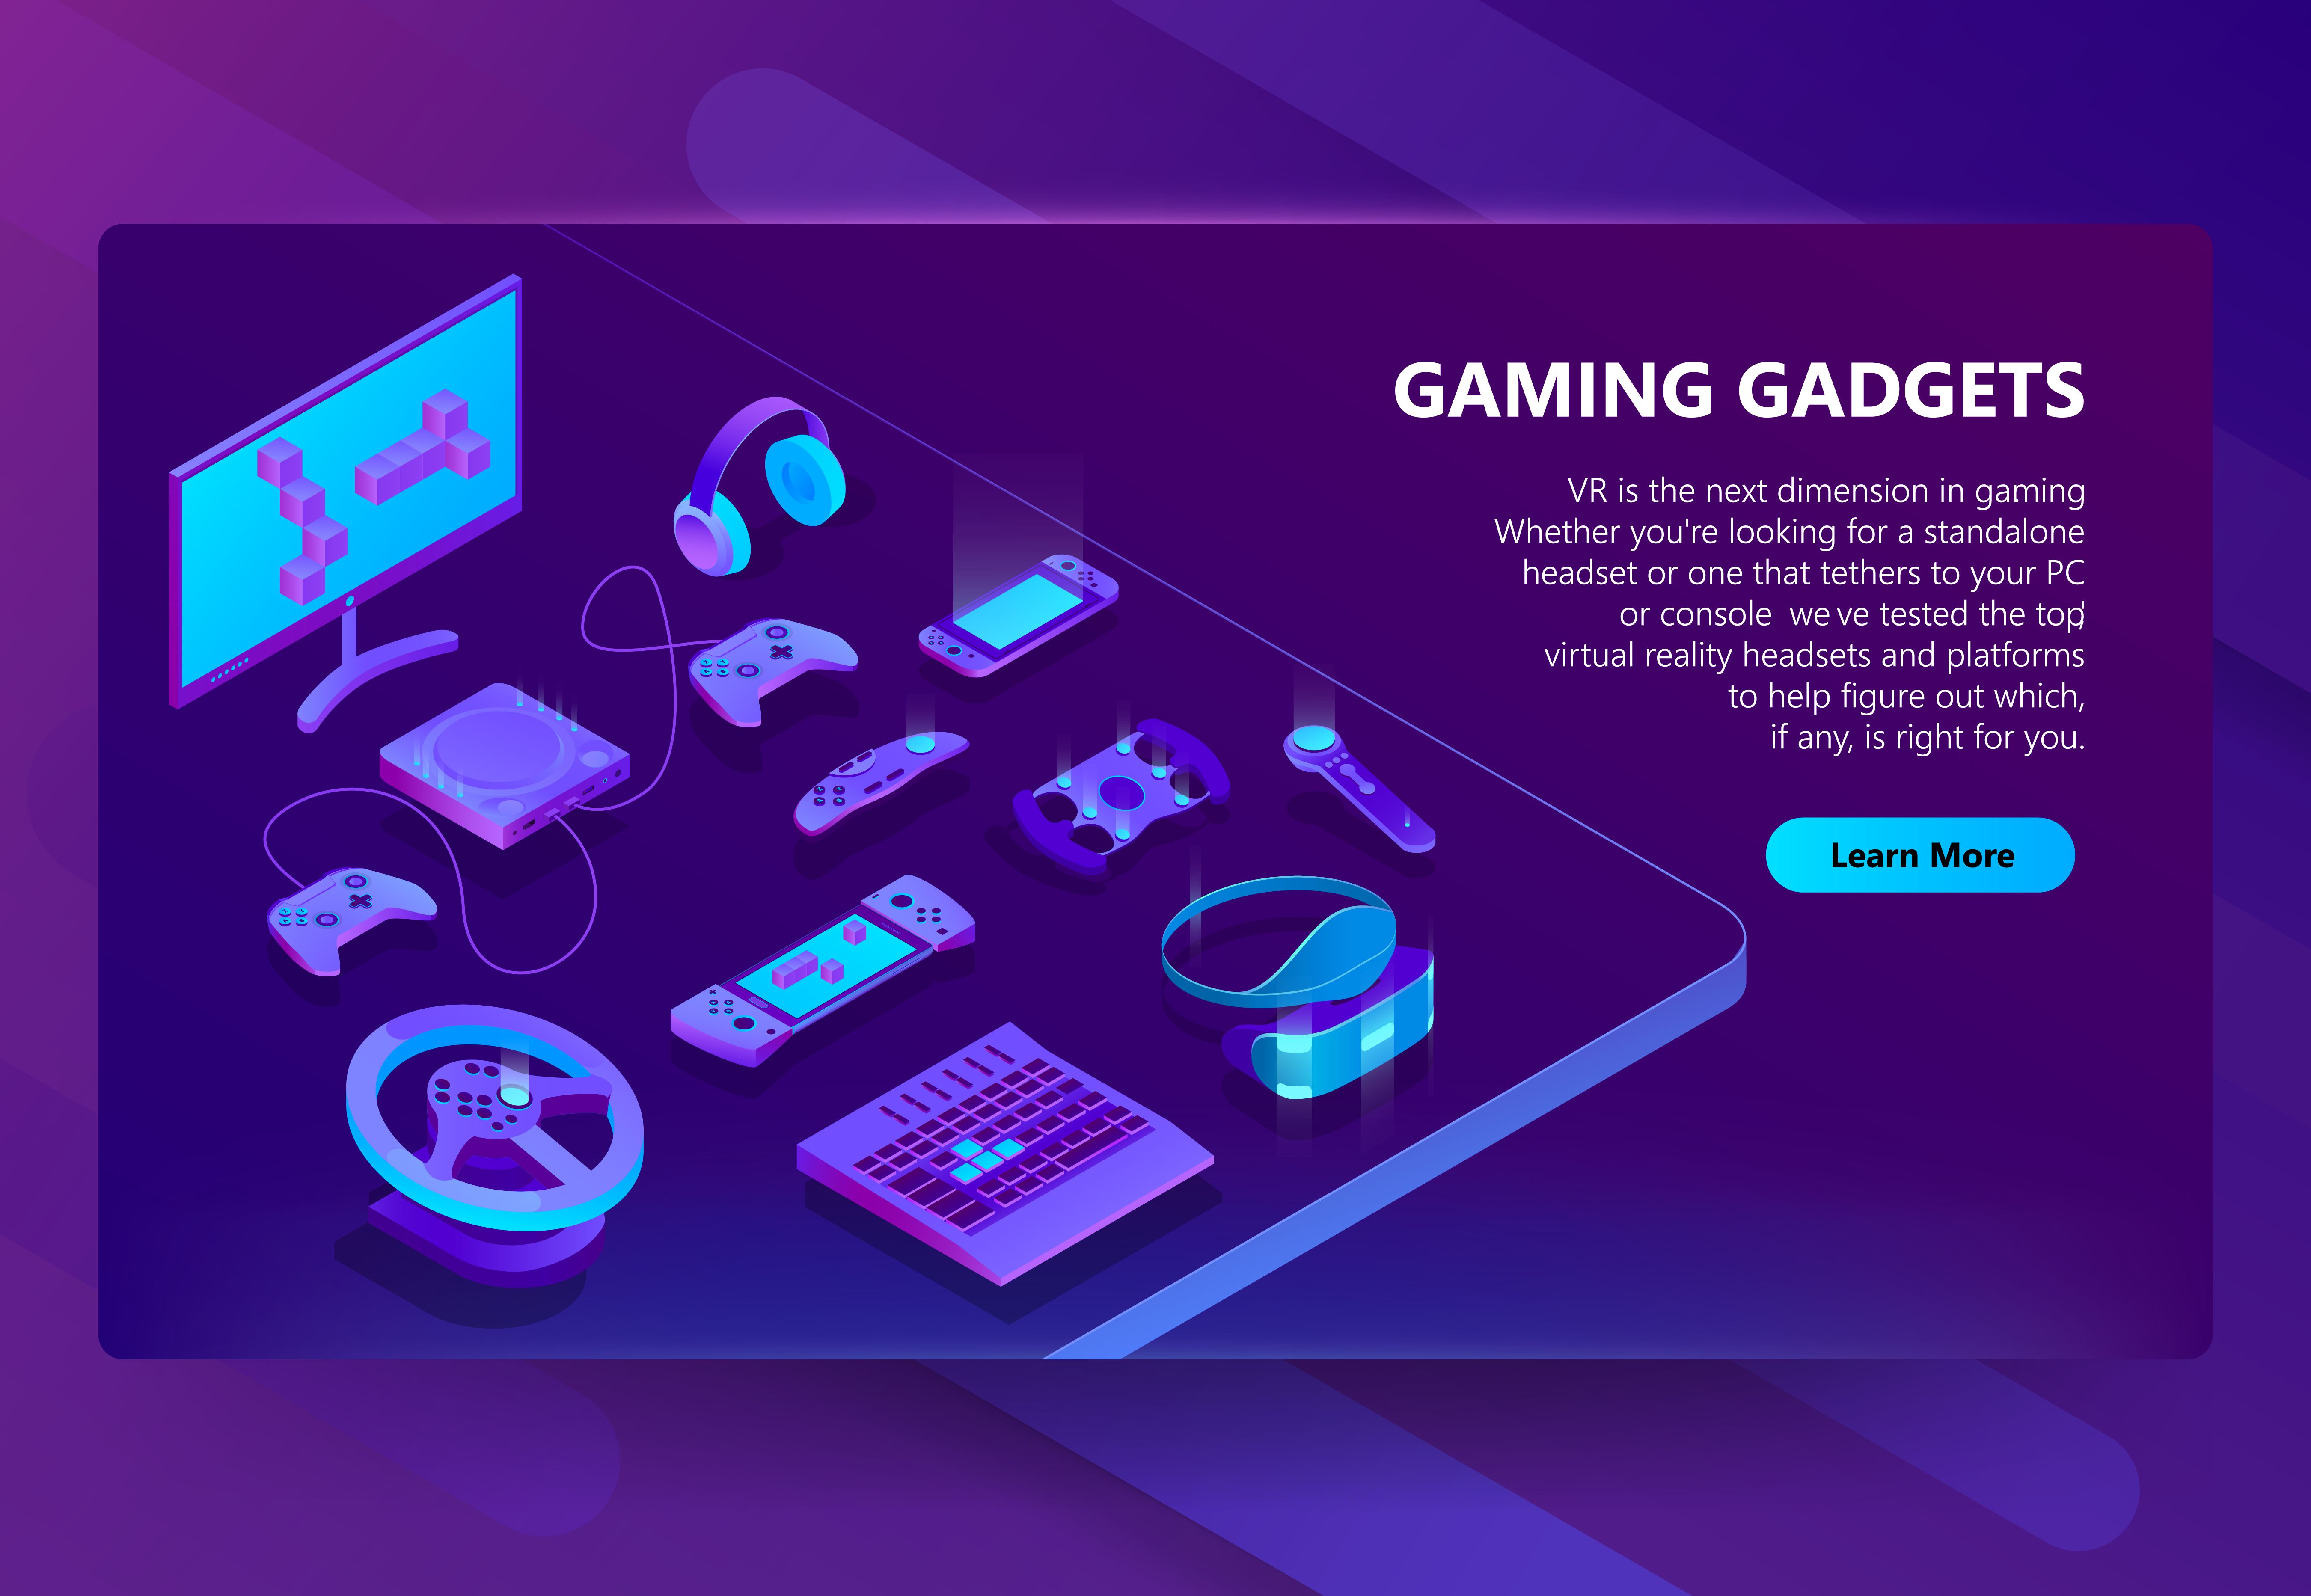 GAMING GADGETS
VR is the next dimension in gaming
Whether you're looking for a standalone
headset or one that tethers to your PC
or console  we ve tested the top,'
virtual reality headsets and platforms
to help figure out which,
if any, is right for you.
Learn More